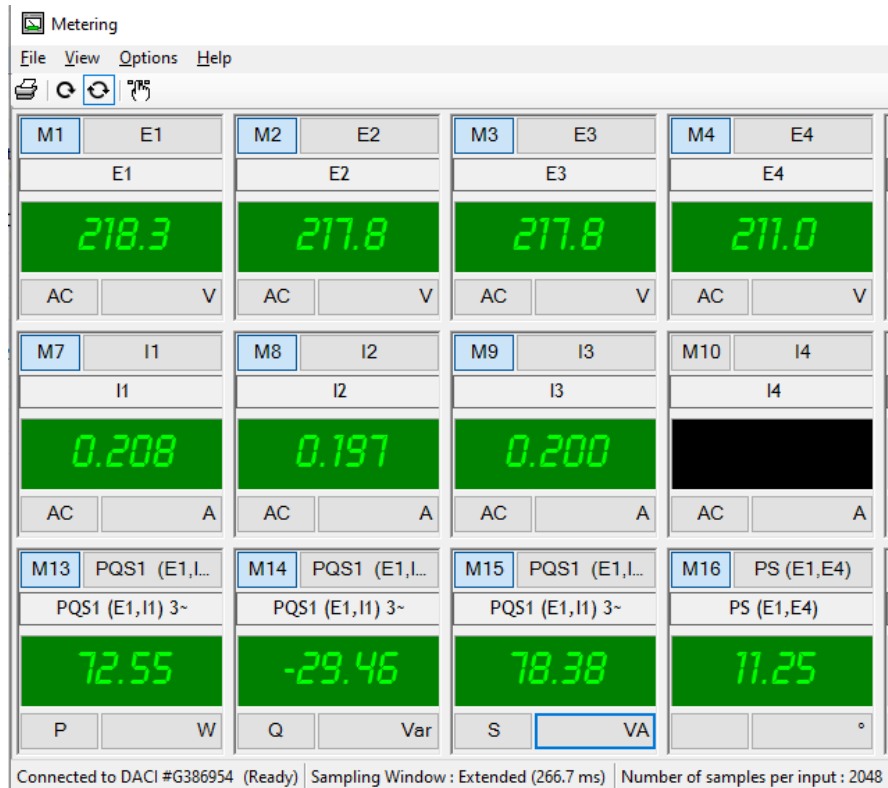 Metering
File View Options Help
M1 E1 M2 E2 M3 E3 M4 E4
E1 E2 E3 E4
218.3 217.8 217.8 211.0
AC V AC V AC V AC V
M7 I1 M8 I2 M9 I3 M10 I4
I1 I2 I3 I4
0.208 0.197 0.200
AC A AC A AC A AC A
M13 PQS1 (E1,I... M14 PQS1 (E1,I... M15 PQS1 (E1,I... M16 PS (E1,E4)
PQS1 (E1,I1) 3~ PQS1 (E1,I1) 3~ PQS1 (E1,I1) 3~ PS (E1,E4)
72.55 -29.46 78.38 11.25
P W Q Var S VA °
Connected to DACI #G386954 (Ready) Sampling Window : Extended (266.7 ms) Number of samples per input : 2048